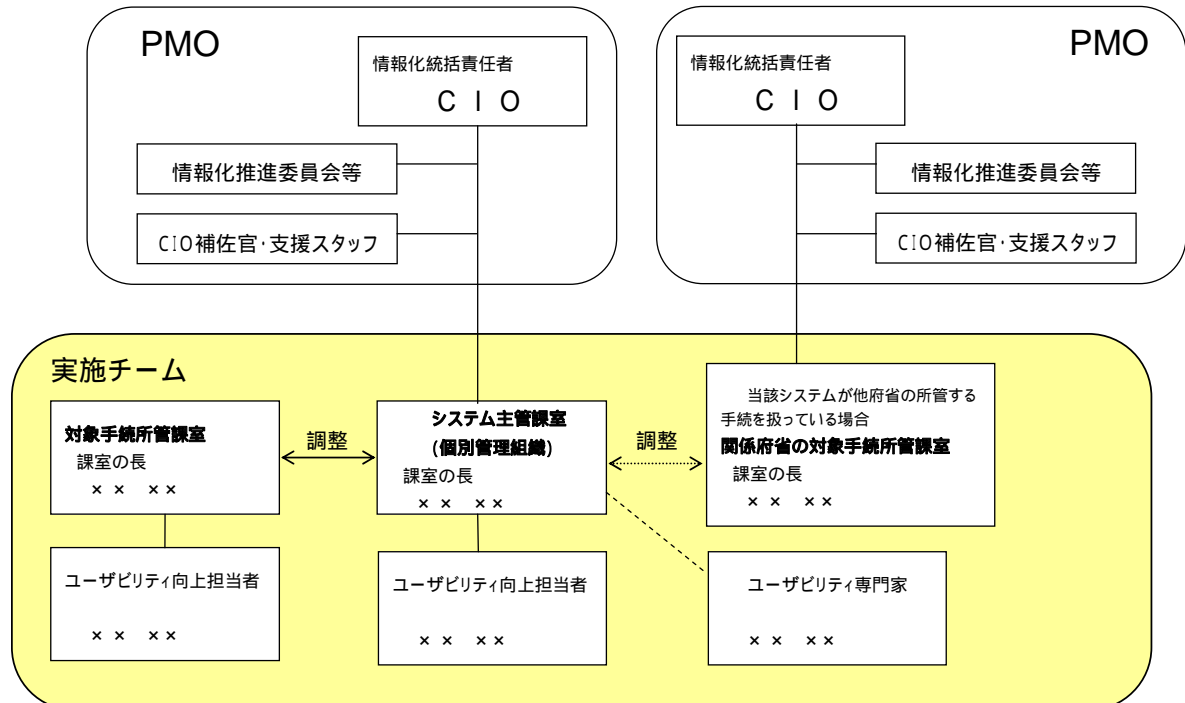 PMO
情報化統括責任者
ＣＩＯ
情報化推進委員会等
CIO補佐官・支援スタッフ
PMO
情報化統括責任者
ＣＩＯ
情報化推進委員会等
CIO補佐官・支援スタッフ
実施チーム
対象手続所管課室
課室の長
×× ××
調整
システム主管課室
(個別管理組織)
課室の長
×× ××
調整
当該システムが他府省の所管する
手続を扱っている場合
関係府省の対象手続所管課室
課室の長
×× ××
ユーザビリティ向上担当者
×× ××
ユーザビリティ向上担当者
×× ××
ユーザビリティ専門家
×× ××